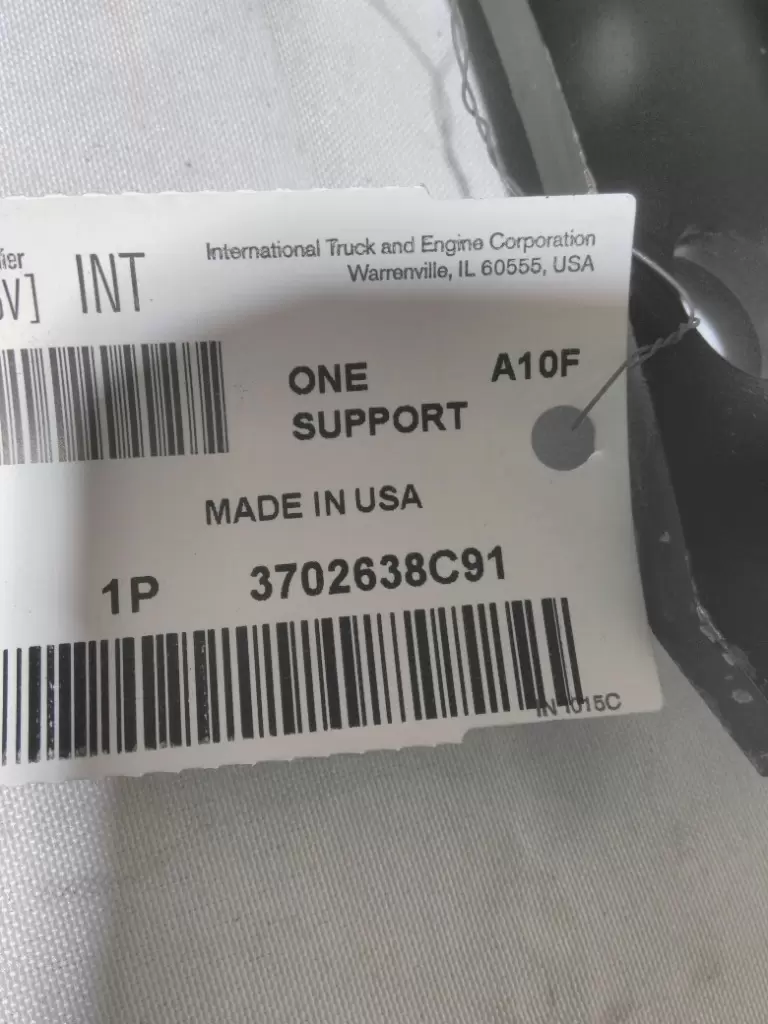 International Truck and Engine Corporation
Warrenville, IL 60555, USA
INT
ONE
A10F
SUPPORT
MADE IN USA
1P 3702638C91